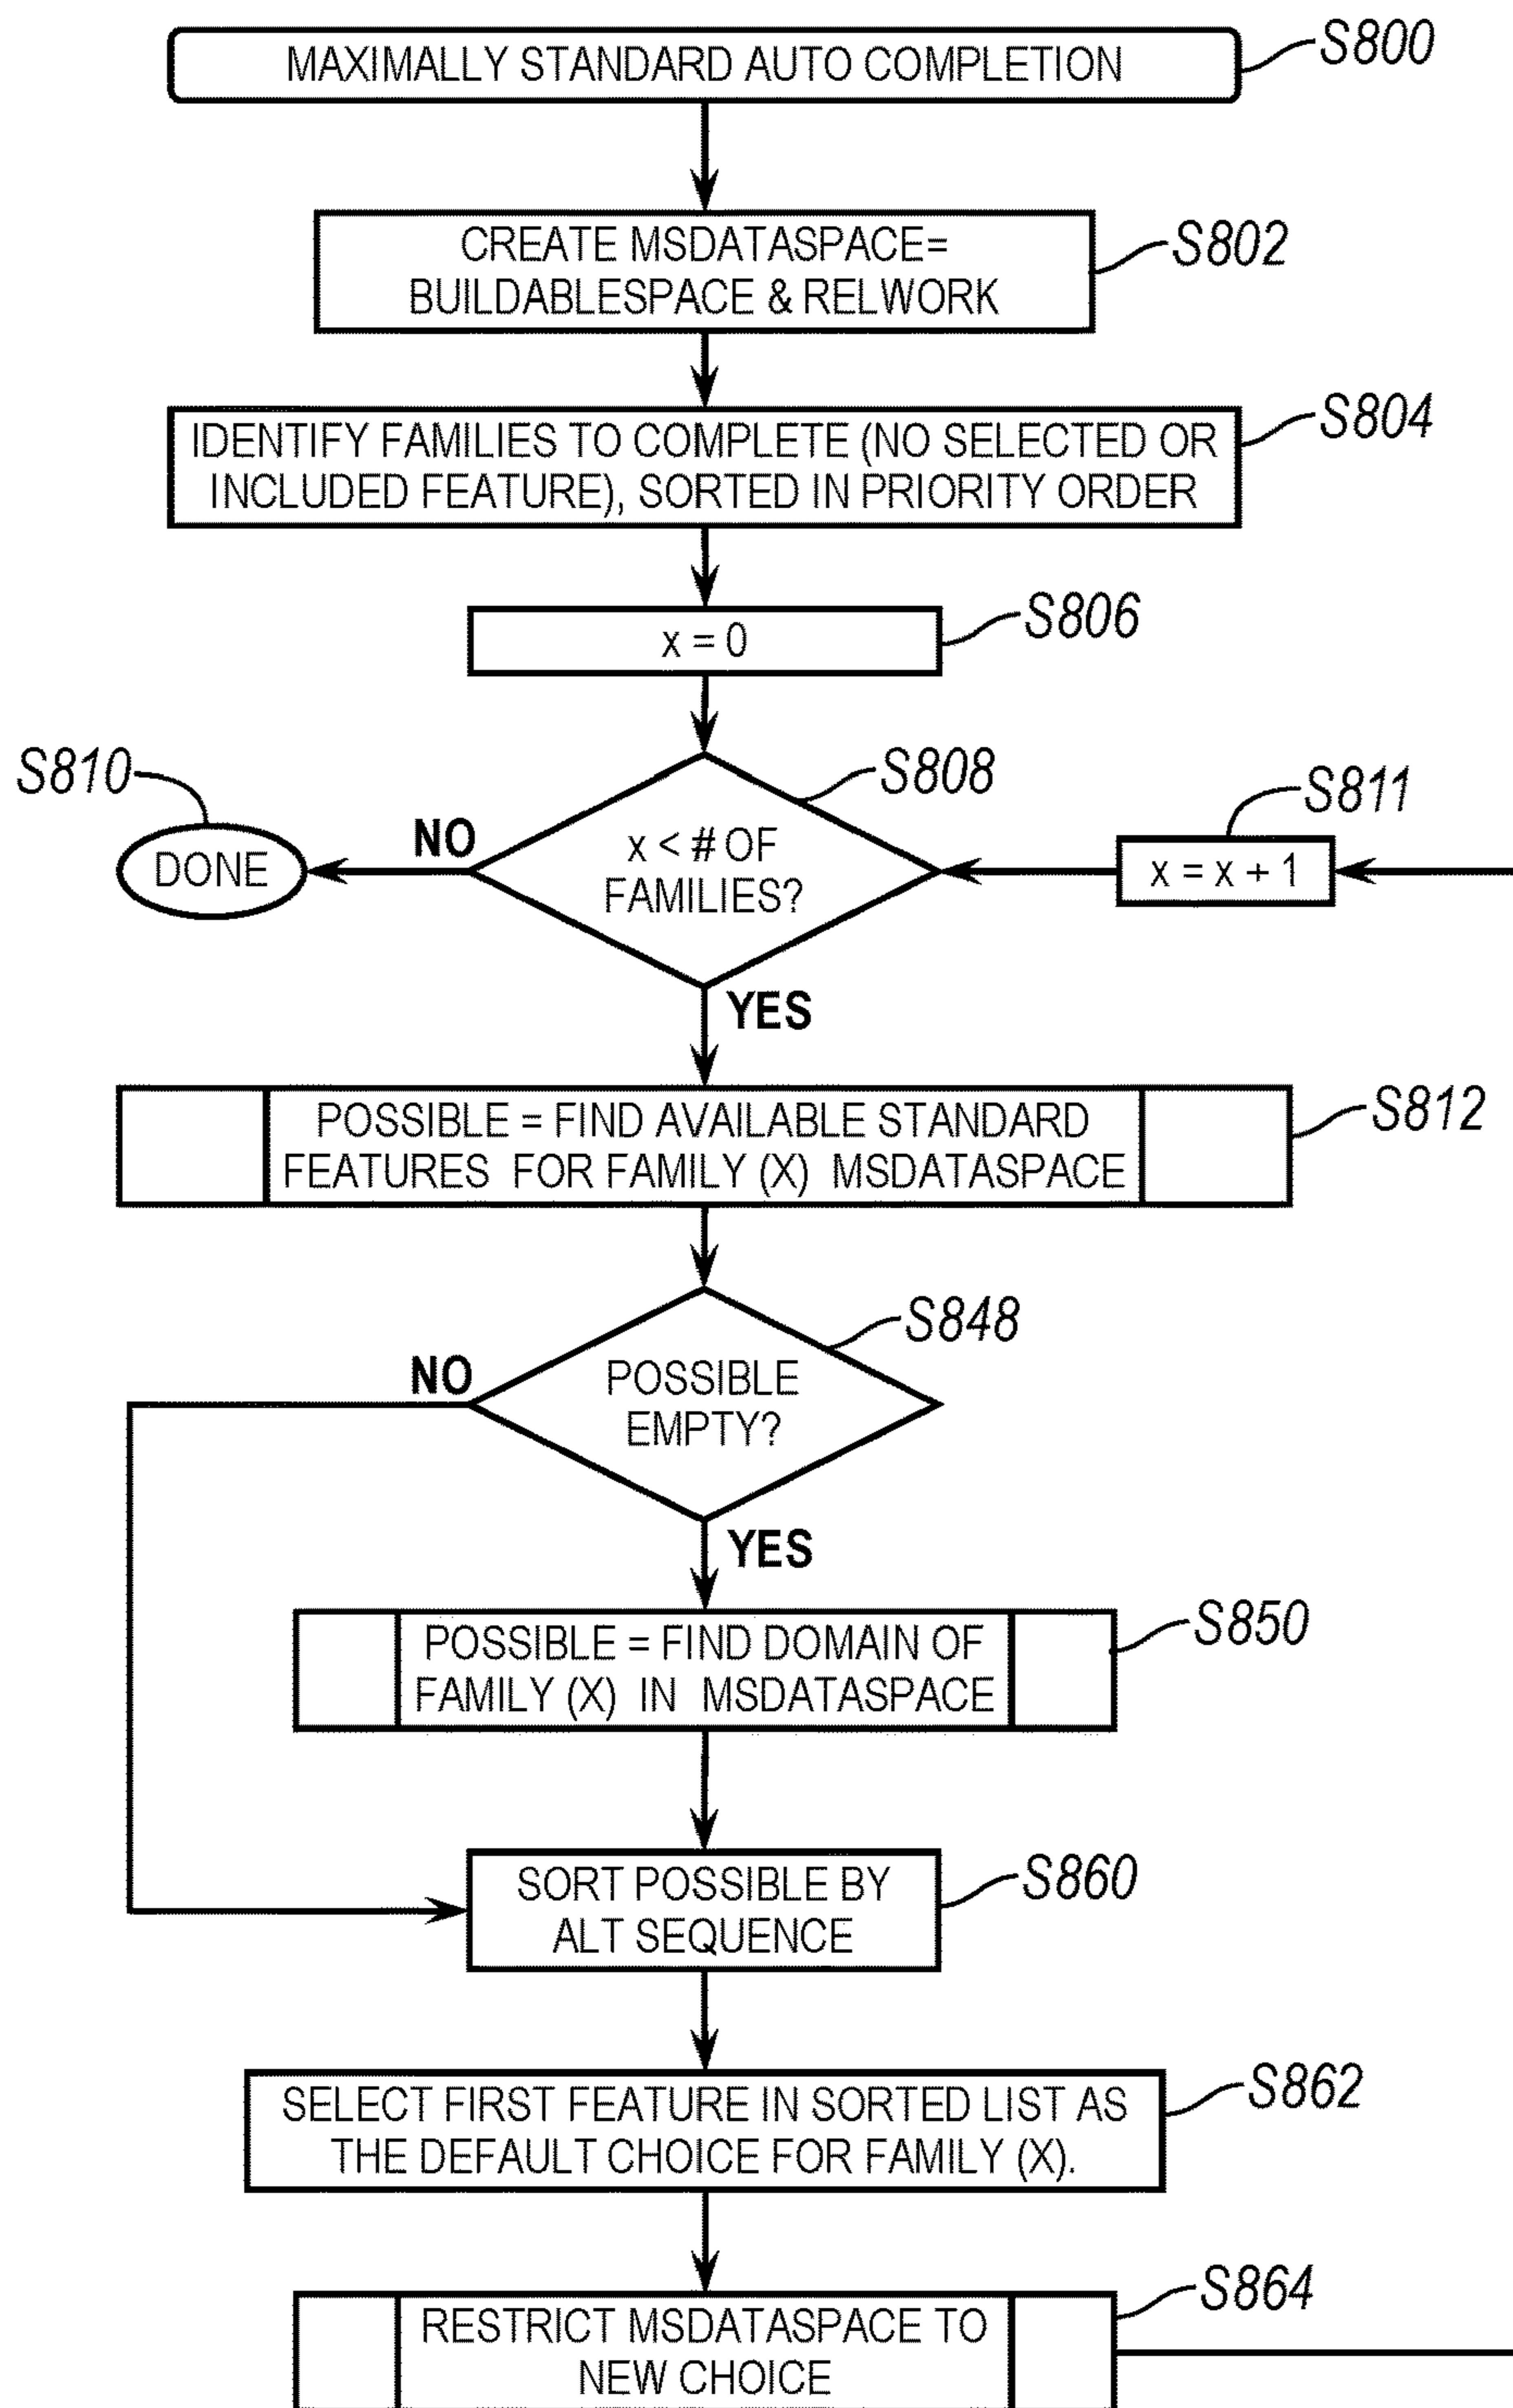 MAXIMALLY STANDARD AUTO COMPLETION
S800
CREATE MSDATASPACE=
BUILDABLESPACE & RELWORK
S802
IDENTIFY FAMILIES TO COMPLETE (NO SELECTED OR
INCLUDED FEATURE), SORTED IN PRIORITY ORDER
S804
x = 0
S806
S810
DONE
NO
x < # OF
FAMILIES?
S808
S811
x = x + 1
YES
POSSIBLE = FIND AVAILABLE STANDARD
FEATURES FOR FAMILY (X) MSDATASPACE
S812
NO
POSSIBLE
EMPTY?
S848
YES
POSSIBLE = FIND DOMAIN OF
FAMILY (X) IN MSDATASPACE
S850
SORT POSSIBLE BY
ALT SEQUENCE
S860
SELECT FIRST FEATURE IN SORTED LIST AS
THE DEFAULT CHOICE FOR FAMILY (X).
S862
RESTRICT MSDATASPACE TO
NEW CHOICE
S864